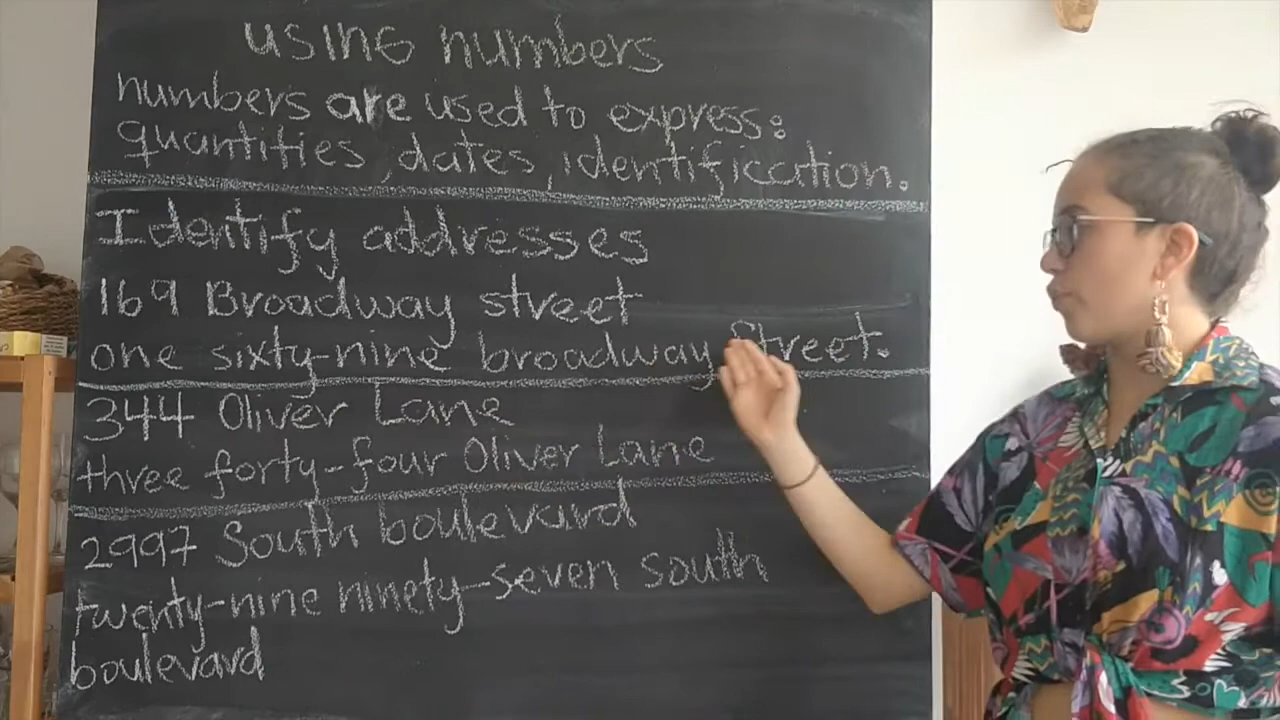 using numbers
numbers are used to express:
quantities, dates, identification.
Identify addresses
169 Broadway street
one sixty-nine broadway Street.
344 Oliver Lane
three forty-four Oliver Lane
2997 South boulevard
twenty-nine ninety-seven south
boulevard